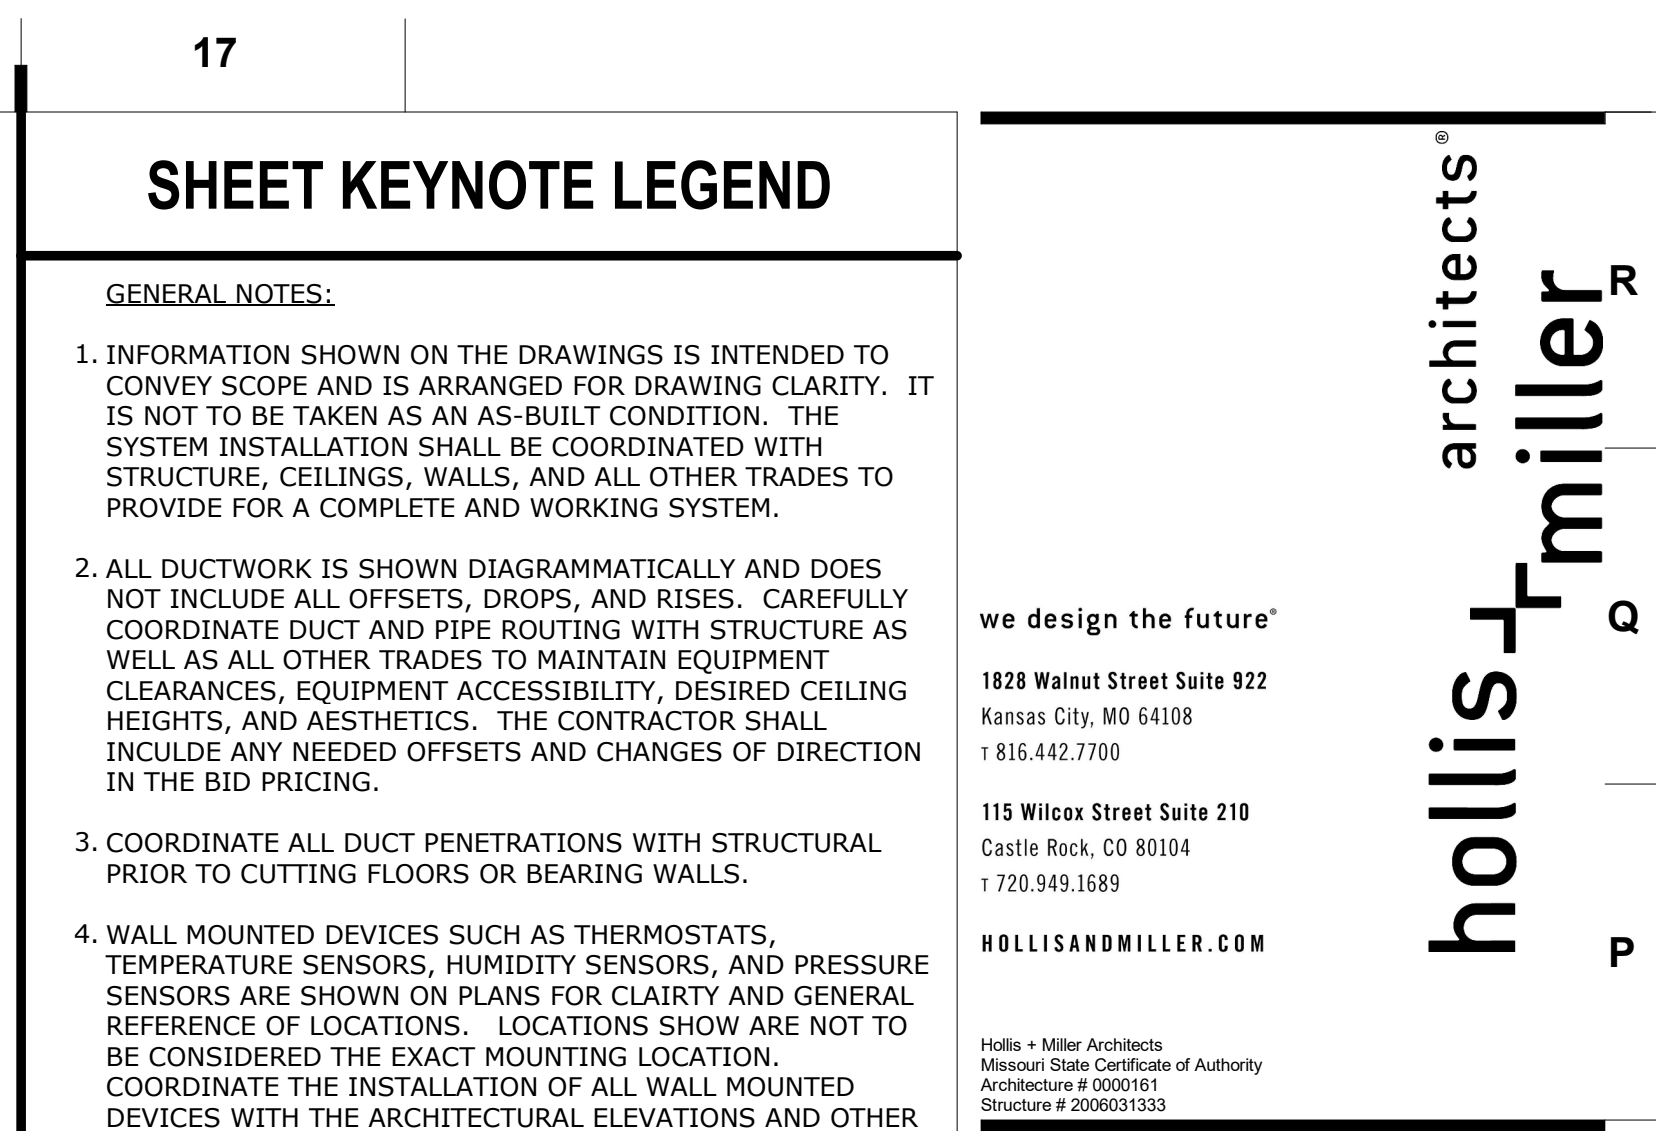 17
SHEET KEYNOTE LEGEND
GENERAL NOTES:
1. INFORMATION SHOWN ON THE DRAWINGS IS INTENDED TO
CONVEY SCOPE AND IS ARRANGED FOR DRAWING CLARITY.  IT
IS NOT TO BE TAKEN AS AN AS-BUILT CONDITION.  THE
SYSTEM INSTALLATION SHALL BE COORDINATED WITH
STRUCTURE, CEILINGS, WALLS, AND ALL OTHER TRADES TO
PROVIDE FOR A COMPLETE AND WORKING SYSTEM.
2. ALL DUCTWORK IS SHOWN DIAGRAMMATICALLY AND DOES
NOT INCLUDE ALL OFFSETS, DROPS, AND RISES.  CAREFULLY
COORDINATE DUCT AND PIPE ROUTING WITH STRUCTURE AS
WELL AS ALL OTHER TRADES TO MAINTAIN EQUIPMENT
CLEARANCES, EQUIPMENT ACCESSIBILITY, DESIRED CEILING
HEIGHTS, AND AESTHETICS.  THE CONTRACTOR SHALL
INCULDE ANY NEEDED OFFSETS AND CHANGES OF DIRECTION
IN THE BID PRICING.
3. COORDINATE ALL DUCT PENETRATIONS WITH STRUCTURAL
PRIOR TO CUTTING FLOORS OR BEARING WALLS.
4. WALL MOUNTED DEVICES SUCH AS THERMOSTATS,
TEMPERATURE SENSORS, HUMIDITY SENSORS, AND PRESSURE
SENSORS ARE SHOWN ON PLANS FOR CLAIRTY AND GENERAL
REFERENCE OF LOCATIONS.   LOCATIONS SHOW ARE NOT TO
BE CONSIDERED THE EXACT MOUNTING LOCATION.
COORDINATE THE INSTALLATION OF ALL WALL MOUNTED
DEVICES WITH THE ARCHITECTURAL ELEVATIONS AND OTHER
we design the future®
1828 Walnut Street Suite 922
Kansas City, MO 64108
T 816.442.7700
115 Wilcox Street Suite 210
Castle Rock, CO 80104
T 720.949.1689
HOLLISANDMILLER.COM
Hollis + Miller Architects
Missouri State Certificate of Authority
Architecture # 0000161
Structure # 2006031333
architects®
hollis
miller
R
Q
P